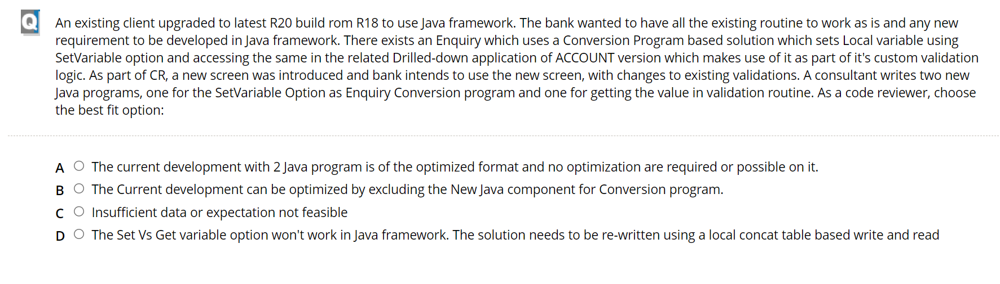 Q
An existing client upgraded to latest R20 build rom R18 to use Java framework. The bank wanted to have all the existing routine to work as is and any new
requirement to be developed in Java framework. There exists an Enquiry which uses a Conversion Program based solution which sets Local variable using
SetVariable option and accessing the same in the related Drilled-down application of ACCOUNT version which makes use of it as part of it's custom validation
logic. As part of CR, a new screen was introduced and bank intends to use the new screen, with changes to existing validations. A consultant writes two new
Java programs, one for the SetVariable Option as Enquiry Conversion program and one for getting the value in validation routine. As a code reviewer, choose
the best fit option:
A The current development with 2 Java program is of the optimized format and no optimization are required or possible on it.
B The Current development can be optimized by excluding the New Java component for Conversion program.
C Insufficient data or expectation not feasible
D The Set Vs Get variable option won't work in Java framework. The solution needs to be re-written using a local concat table based write and read